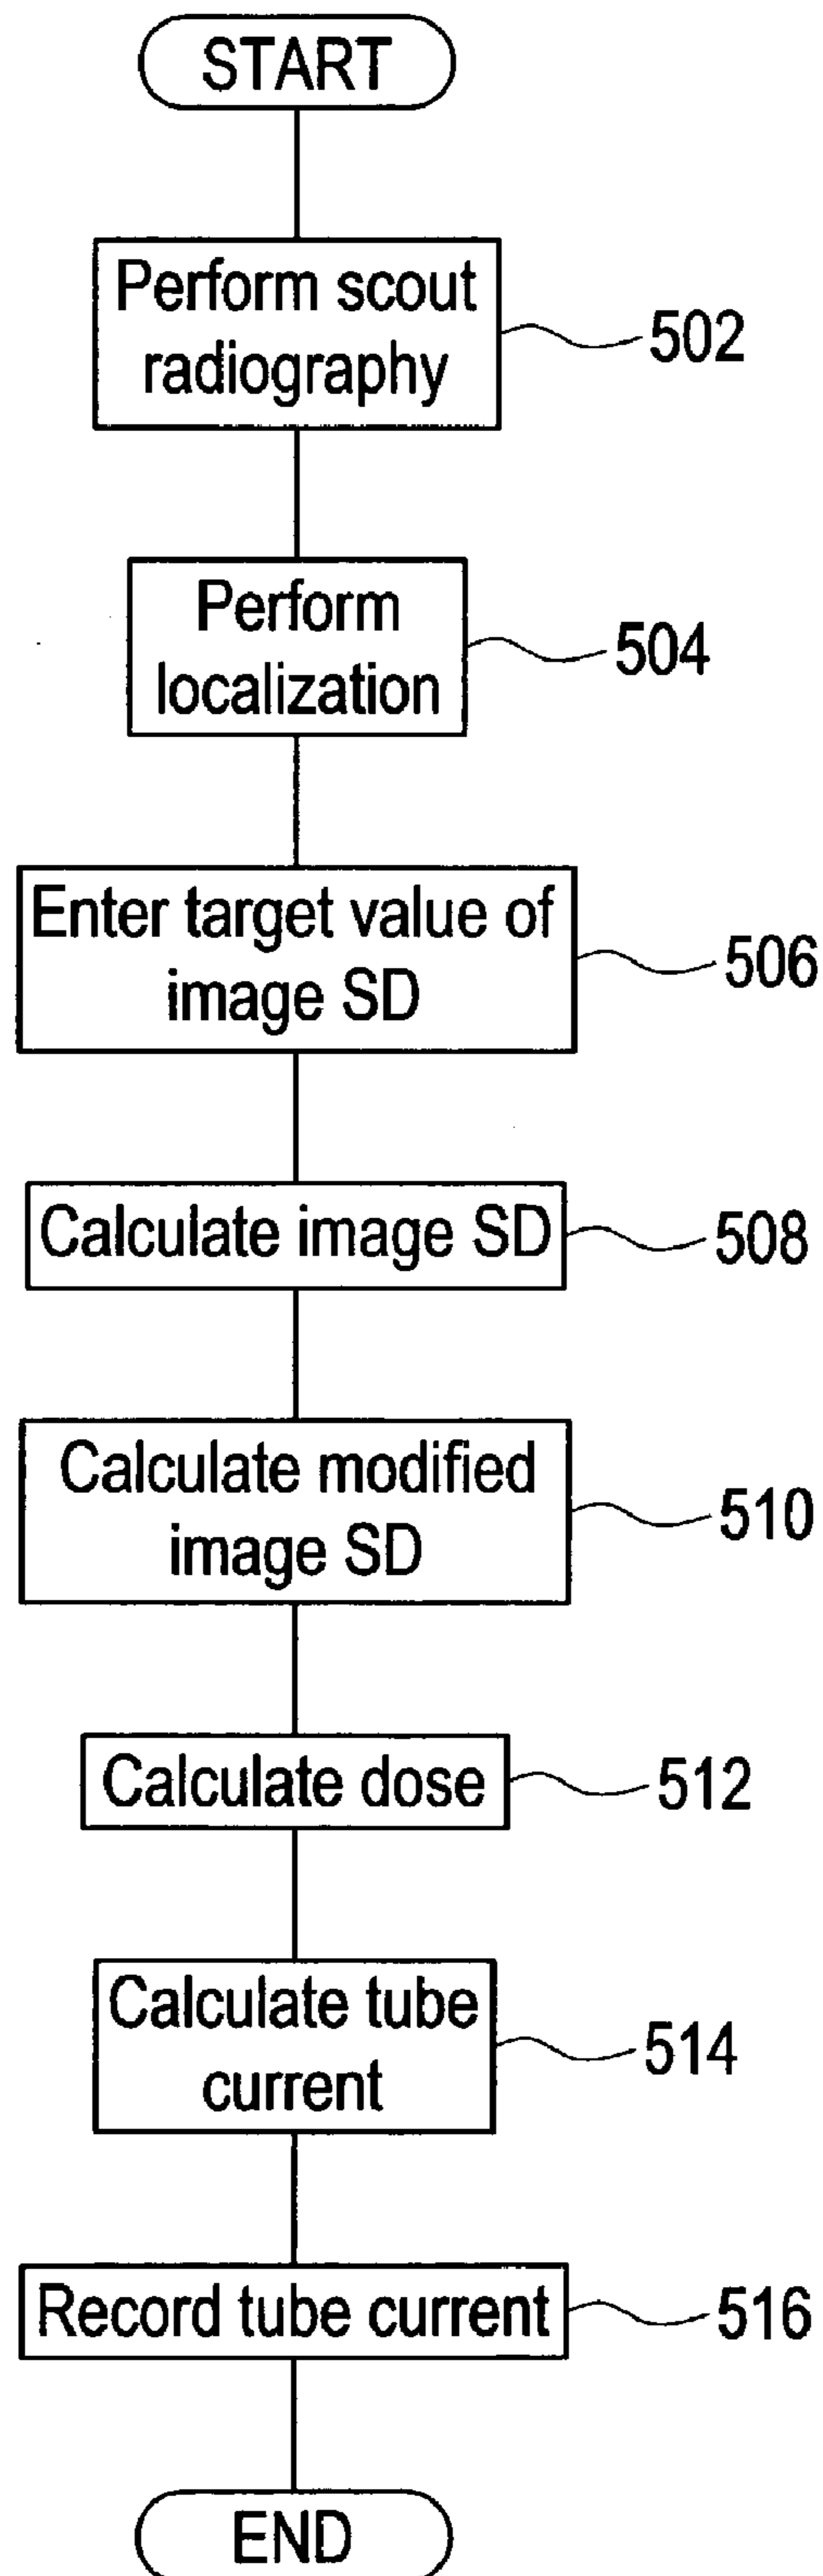 START
Perform scout
radiography
502
Perform
localization
504
Enter target value of
image SD
506
Calculate image SD
508
Calculate modified
image SD
510
Calculate dose
512
Calculate tube
current
514
Record tube current
516
END